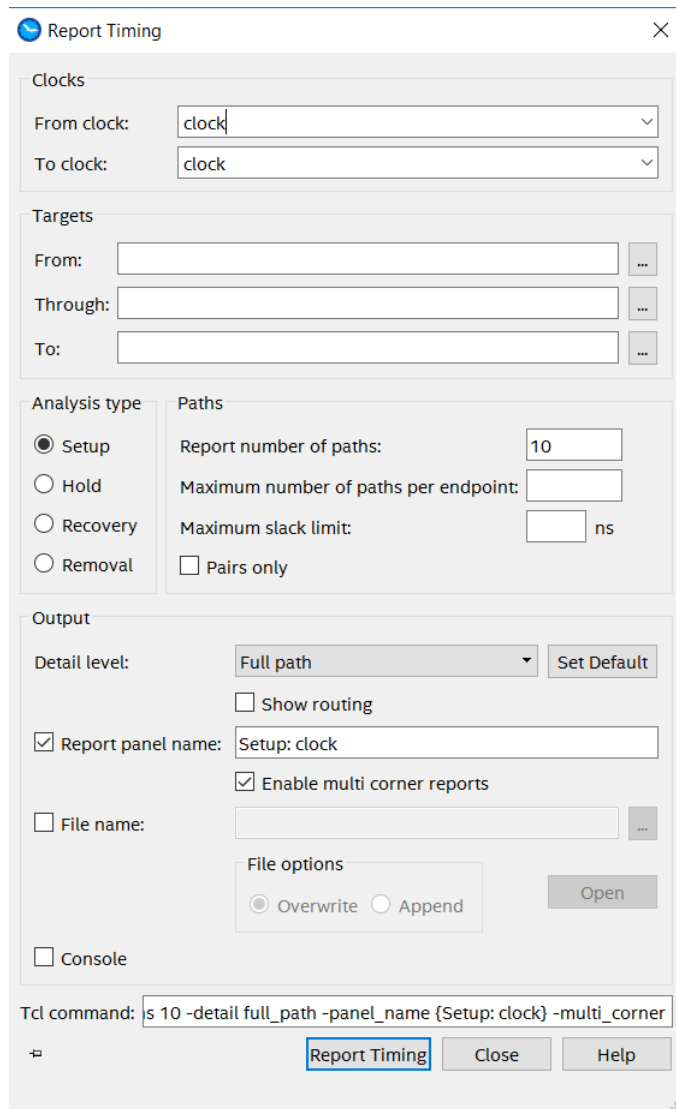 Report Timing
Clocks
From clock: clock
To clock: clock
Targets
From: ...
Through: ...
To: ...
Analysis type
Setup
Hold
Recovery
Removal
Paths
Report number of paths: 10
Maximum number of paths per endpoint:
Maximum slack limit: ns
Pairs only
Output
Detail level: Full path Set Default
Show routing
Report panel name: Setup: clock
Enable multi corner reports
File name: ...
File options
Overwrite Append
Open
Console
Tcl command: s 10 -detail full_path -panel_name {Setup: clock} -multi_corner
Report Timing Close Help